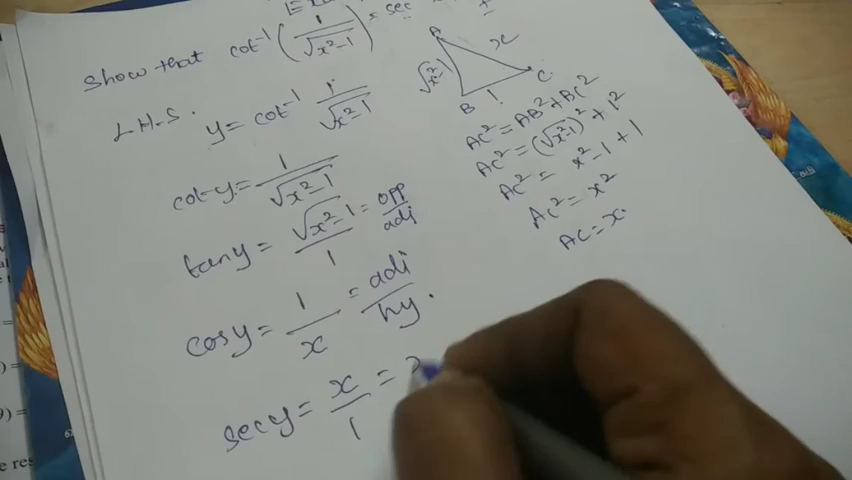 Show that cot⁻¹(1/√x²-1) = sec
L.H.S. y = cot⁻¹ 1/√x²-1
cot y = 1/√x²-1
tan y = √x²-1/1 = opp/adj
cos y = 1/x = adj/hy.
sec y = x/1 =
A
x
√x²-1
C
B 1
AC² = AB² + BC²
AC² = (√x²-1)² + 1²
AC² = x²-1+1
AC² = x²
AC = x